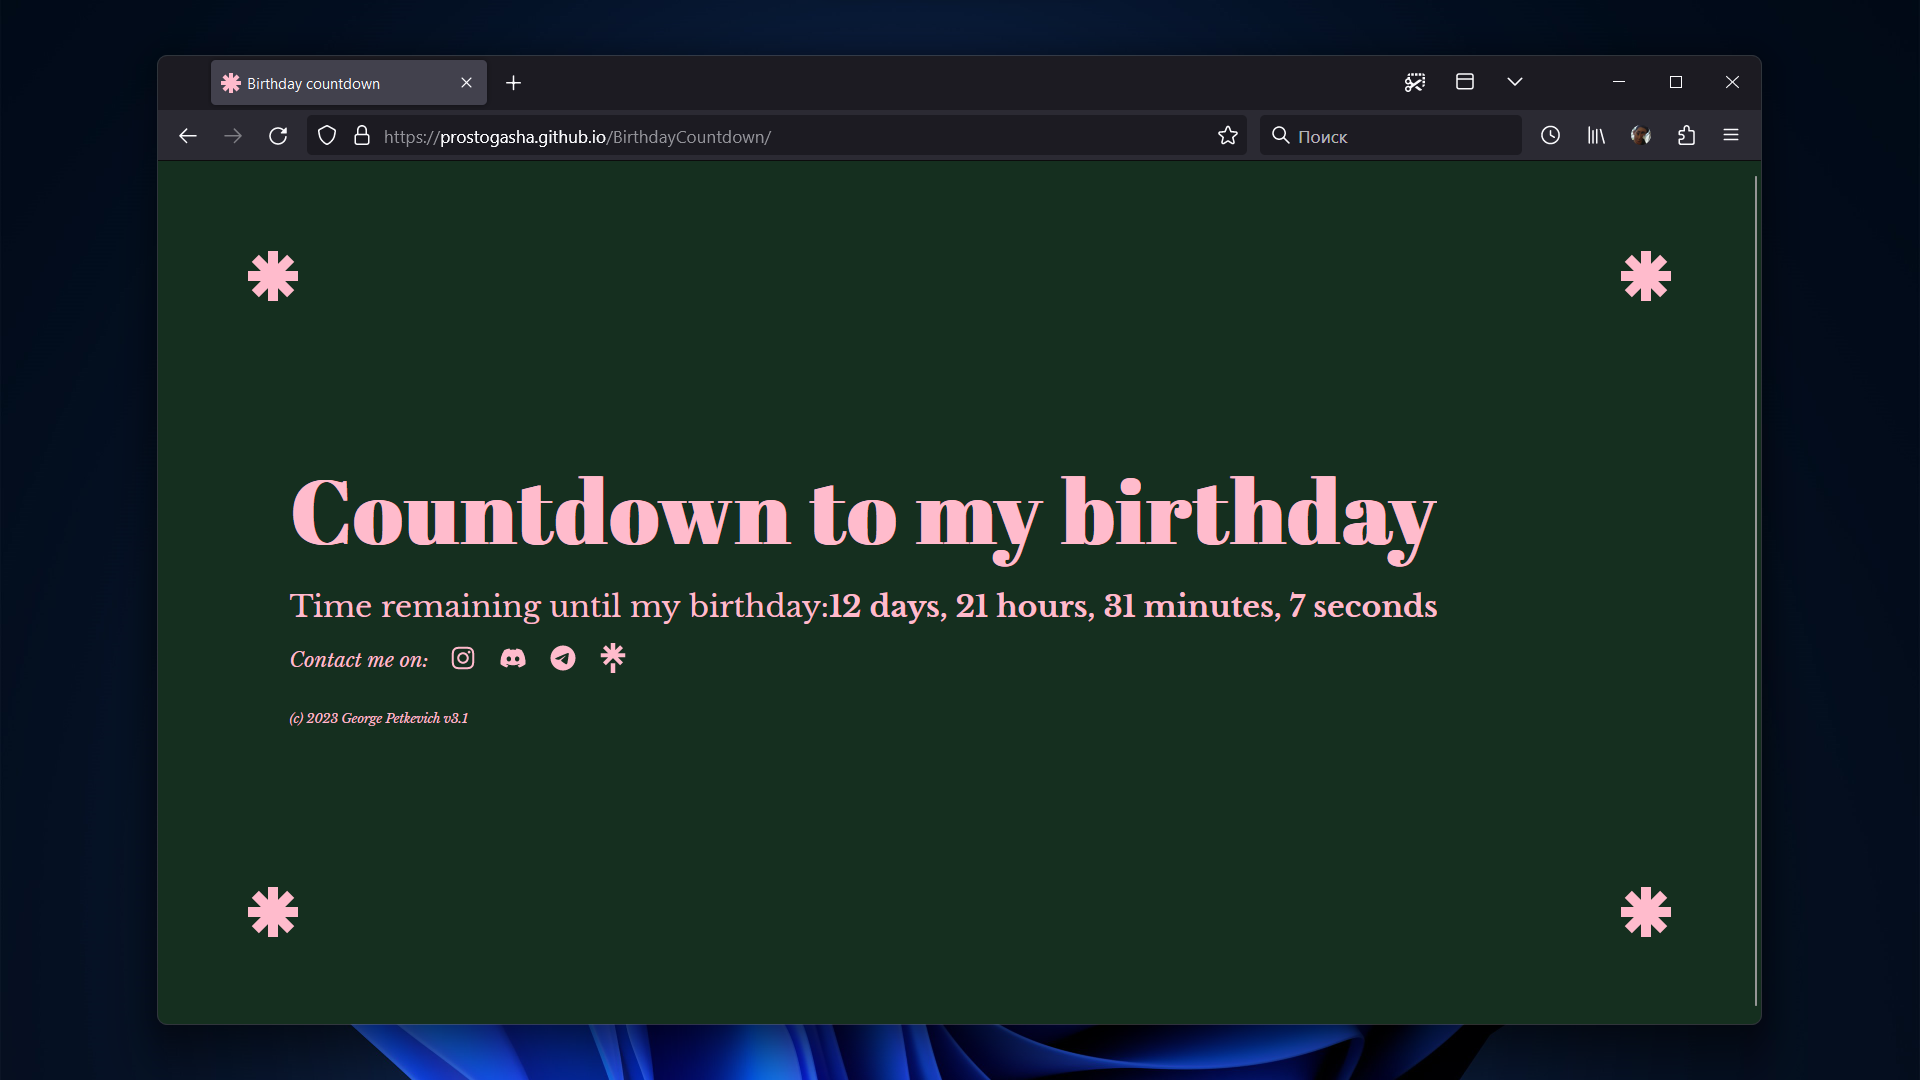 Birthday countdown
https://prostogasha.github.io/BirthdayCountdown/
Поиск
Countdown to my birthday
Time remaining until my birthday:12 days, 21 hours, 31 minutes, 7 seconds
Contact me on:
(c) 2023 George Petkevich v3.1